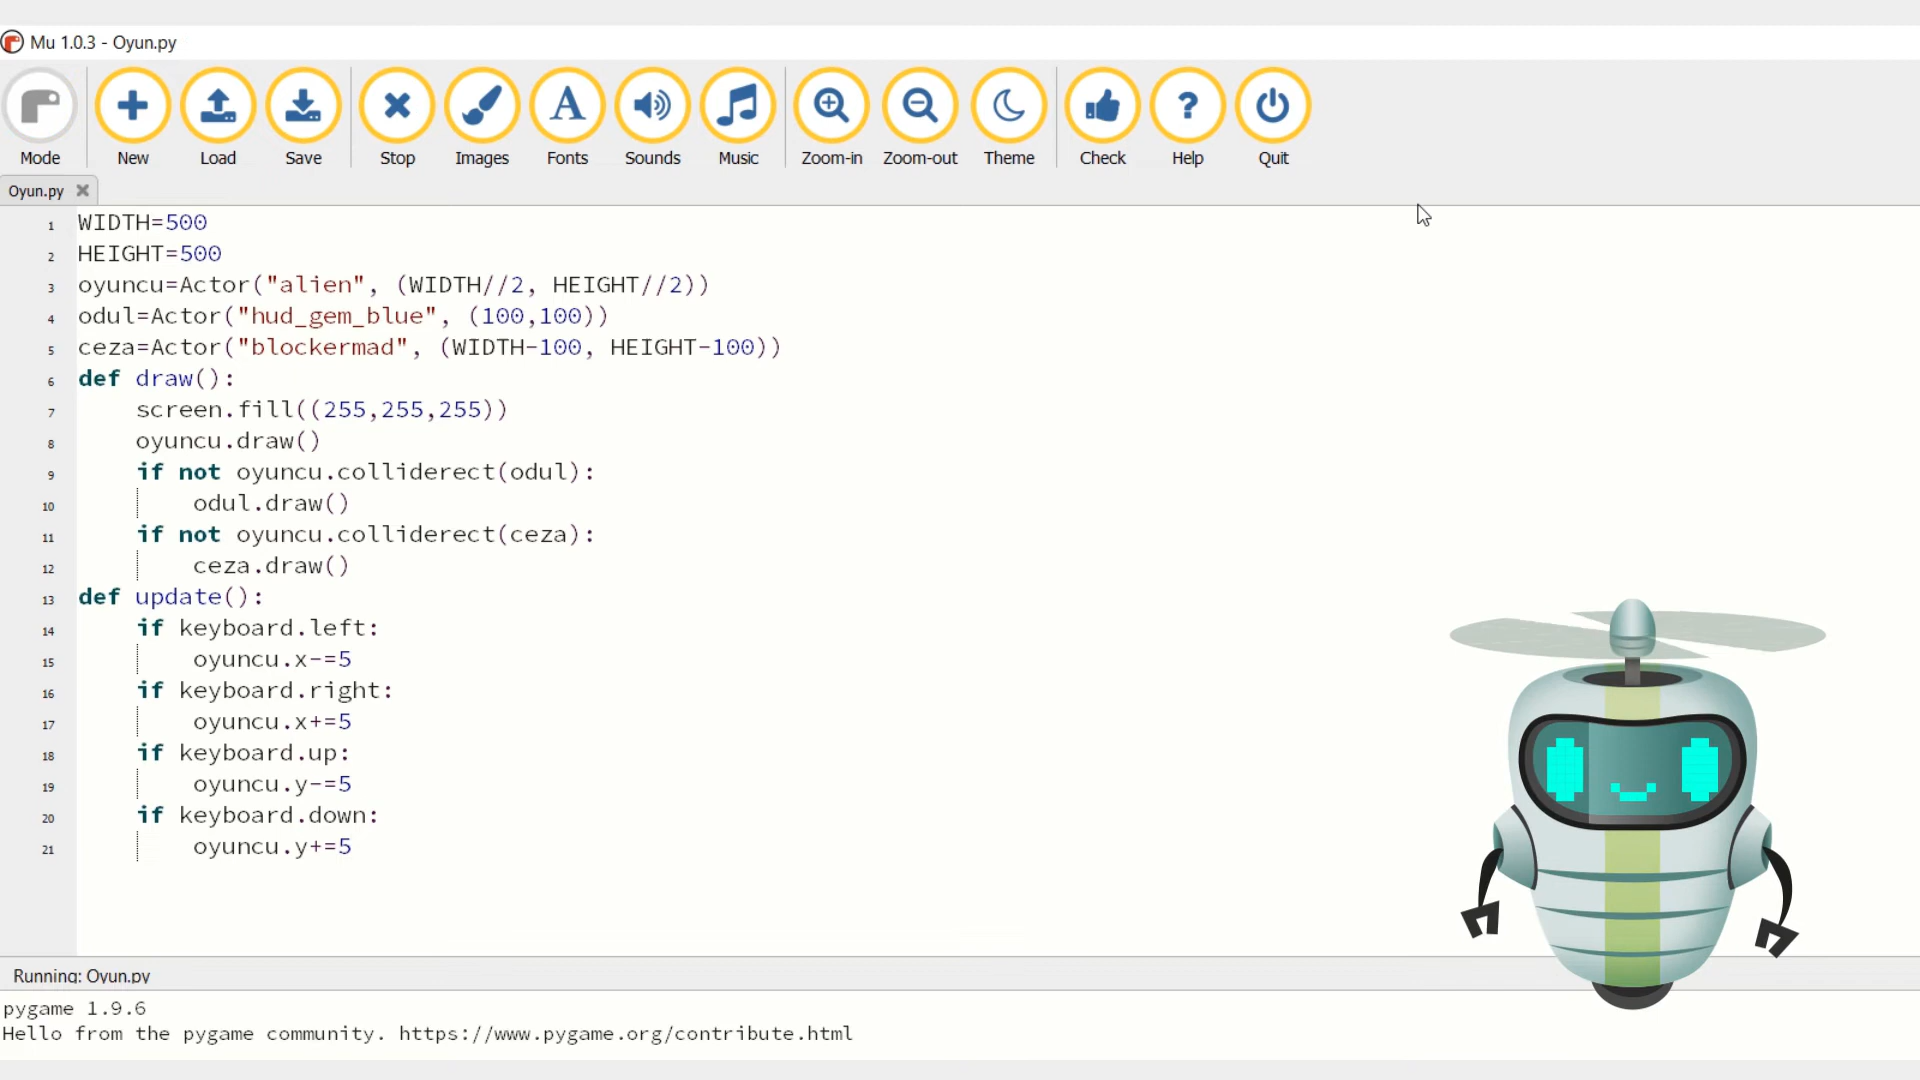 Mu 1.0.3 - Oyun.py
Mode New Load Save Stop Images Fonts Sounds Music Zoom-in Zoom-out Theme Check Help Quit
Oyun.py
1 WIDTH=500
2 HEIGHT=500
3 oyuncu=Actor("alien", (WIDTH//2, HEIGHT//2))
4 odul=Actor("hud_gem_blue", (100,100))
5 ceza=Actor("blockermad", (WIDTH-100, HEIGHT-100))
6 def draw():
7 screen.fill((255,255,255))
8 oyuncu.draw()
9 if not oyuncu.colliderect(odul):
10 odul.draw()
11 if not oyuncu.colliderect(ceza):
12 ceza.draw()
13 def update():
14 if keyboard.left:
15 oyuncu.x-=5
16 if keyboard.right:
17 oyuncu.x+=5
18 if keyboard.up:
19 oyuncu.y-=5
20 if keyboard.down:
21 oyuncu.y+=5
Running: Oyun.py
pygame 1.9.6
Hello from the pygame community. https://www.pygame.org/contribute.html